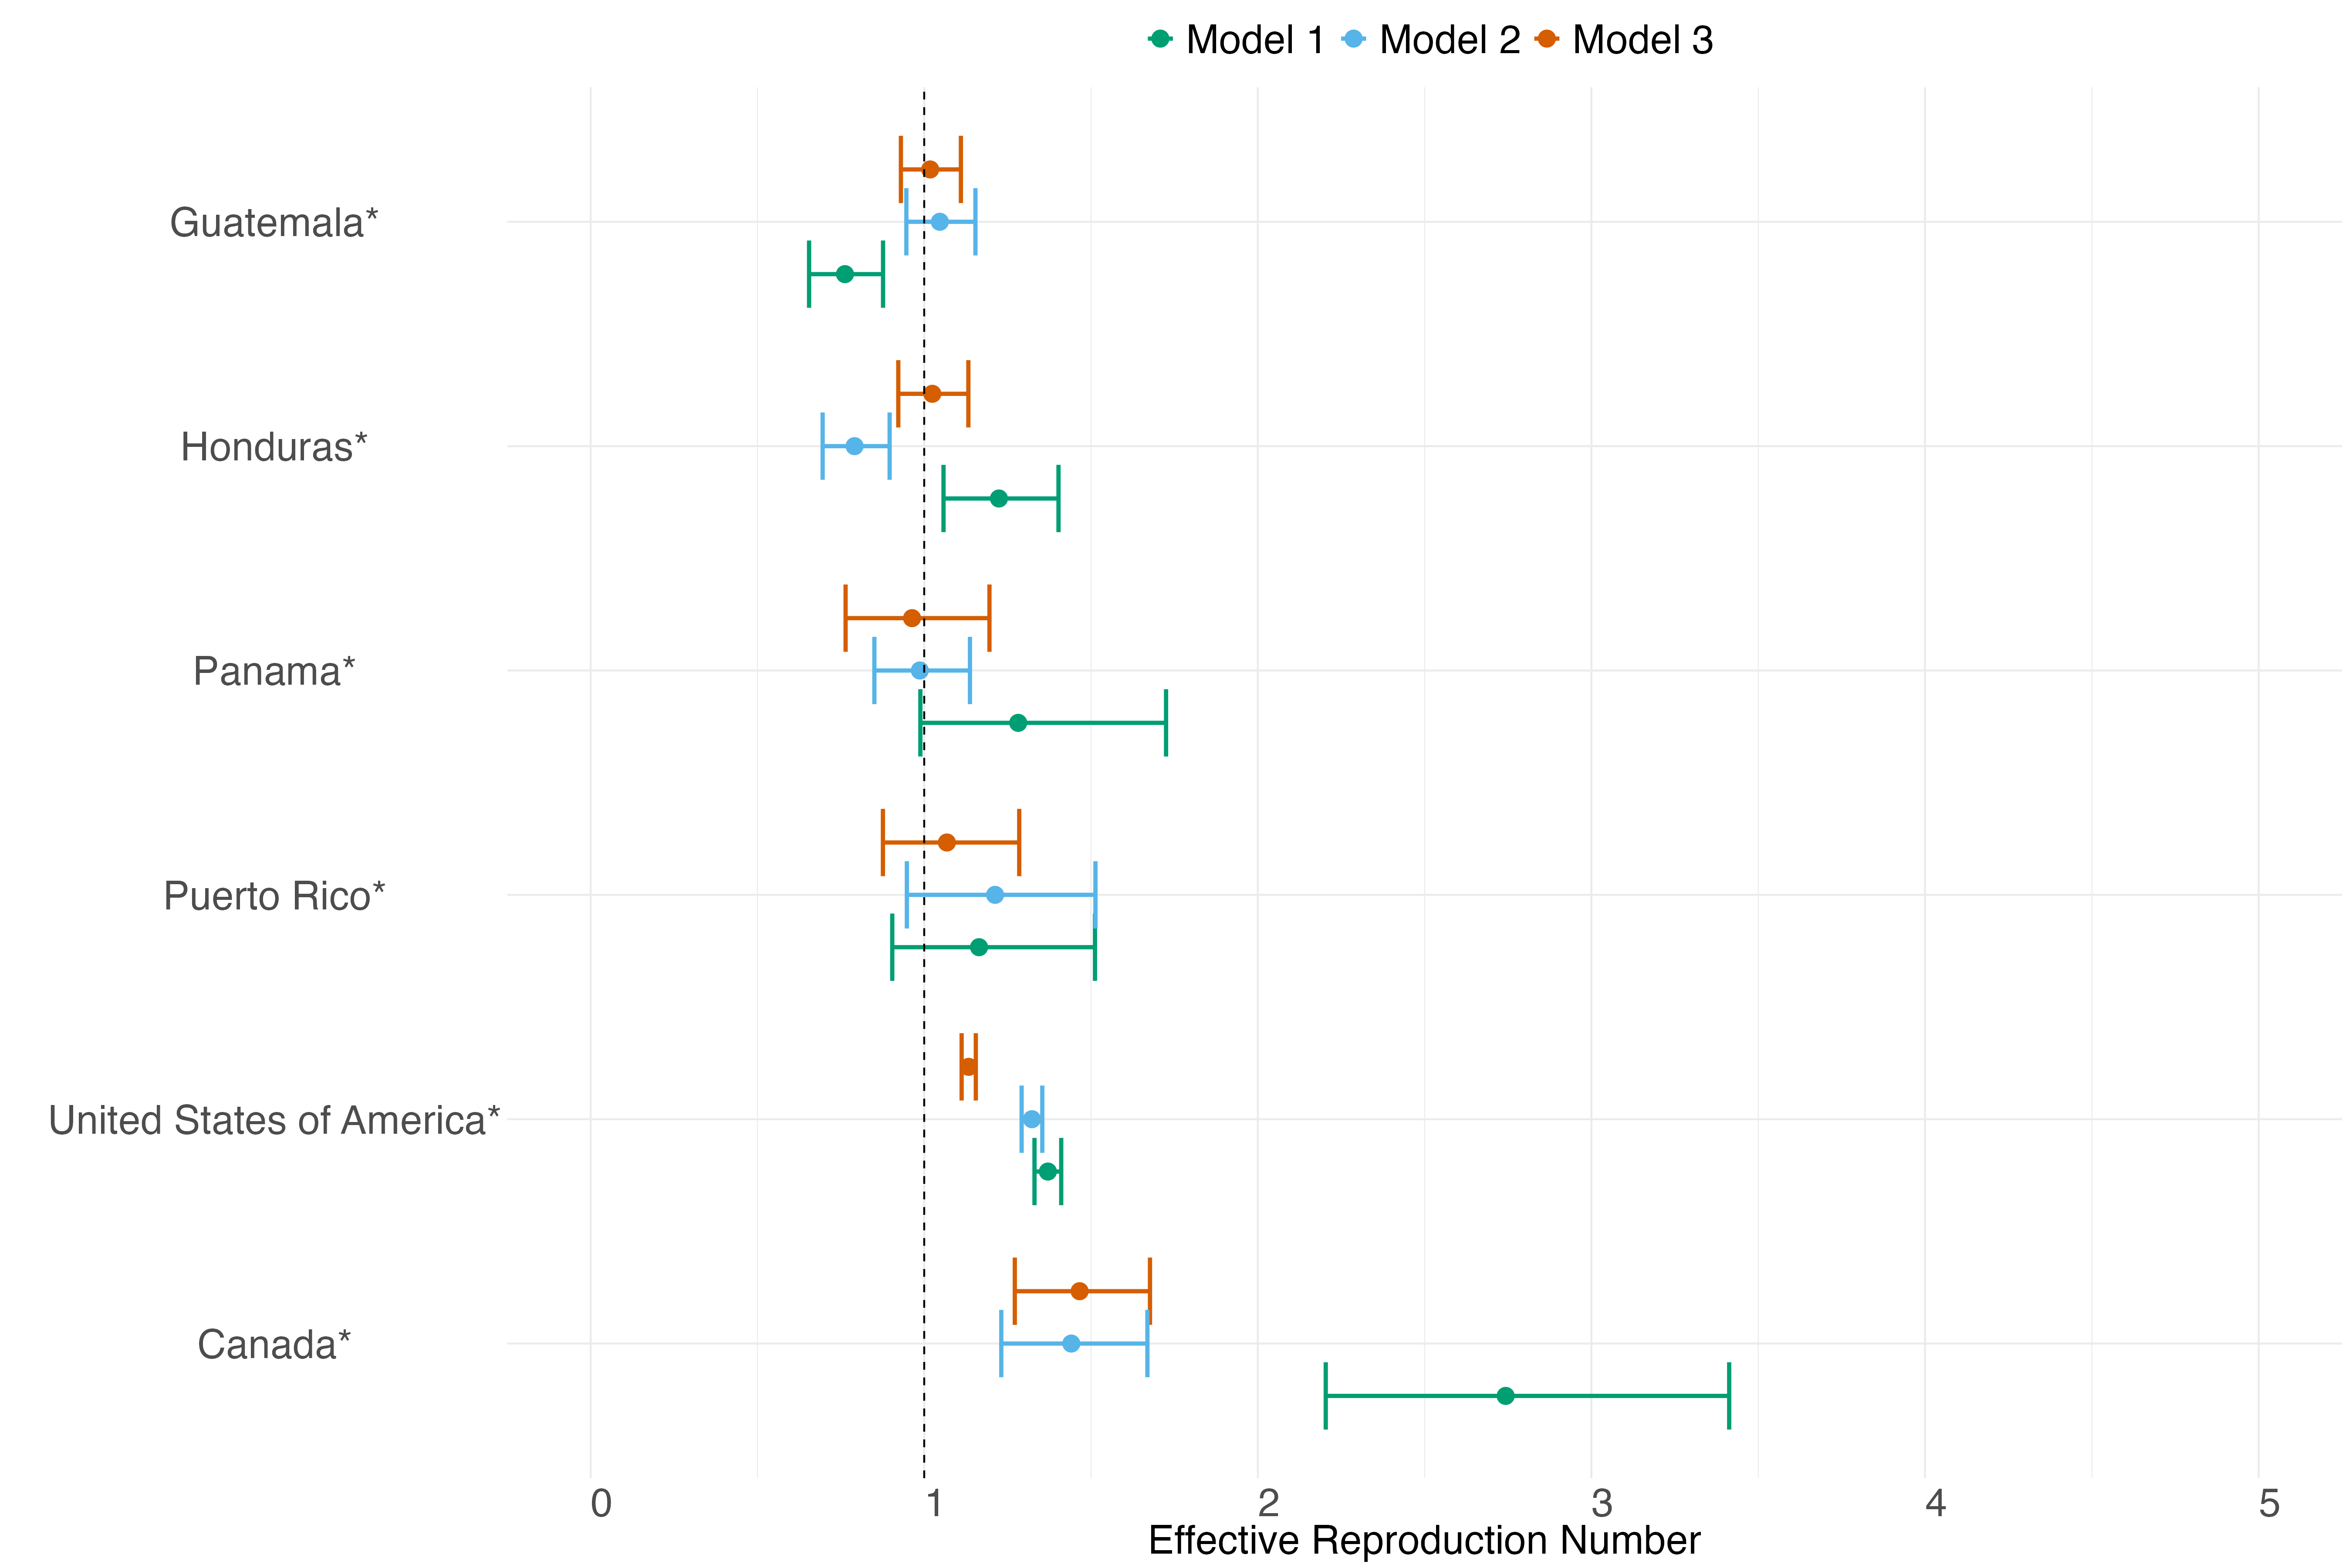 Model 1 Model 2 Model 3
Guatemala*
Honduras*
Panama*
Puerto Rico*
United States of America*
Canada*
0 1 2 3 4 5
Effective Reproduction Number